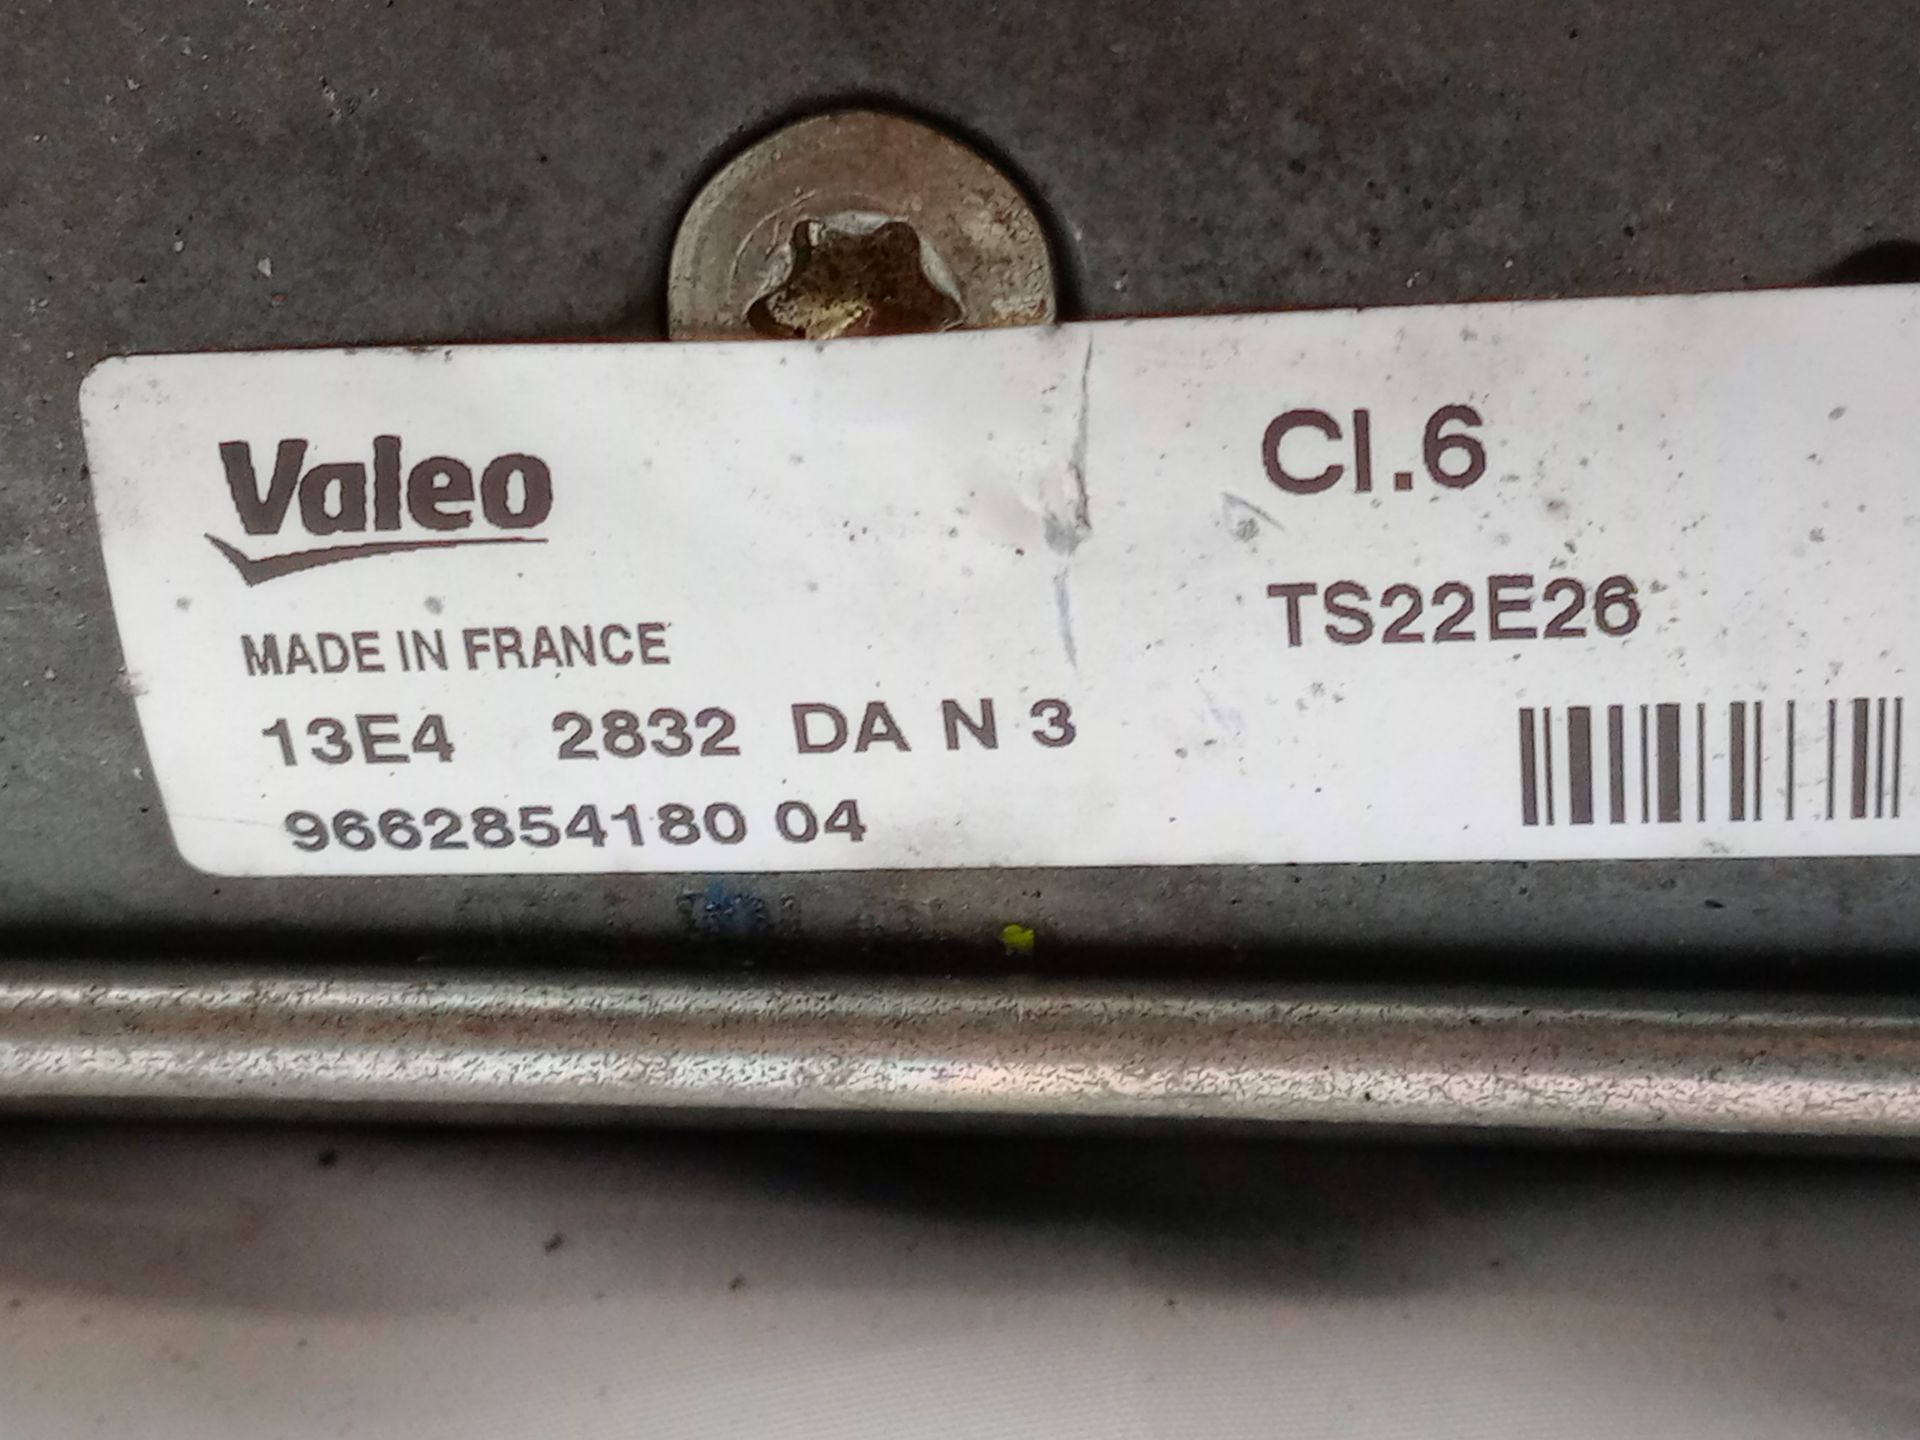 Valeo
MADE IN FRANCE
13E4 2832 DA N 3
9662854180 04
Cl.6
TS22E26